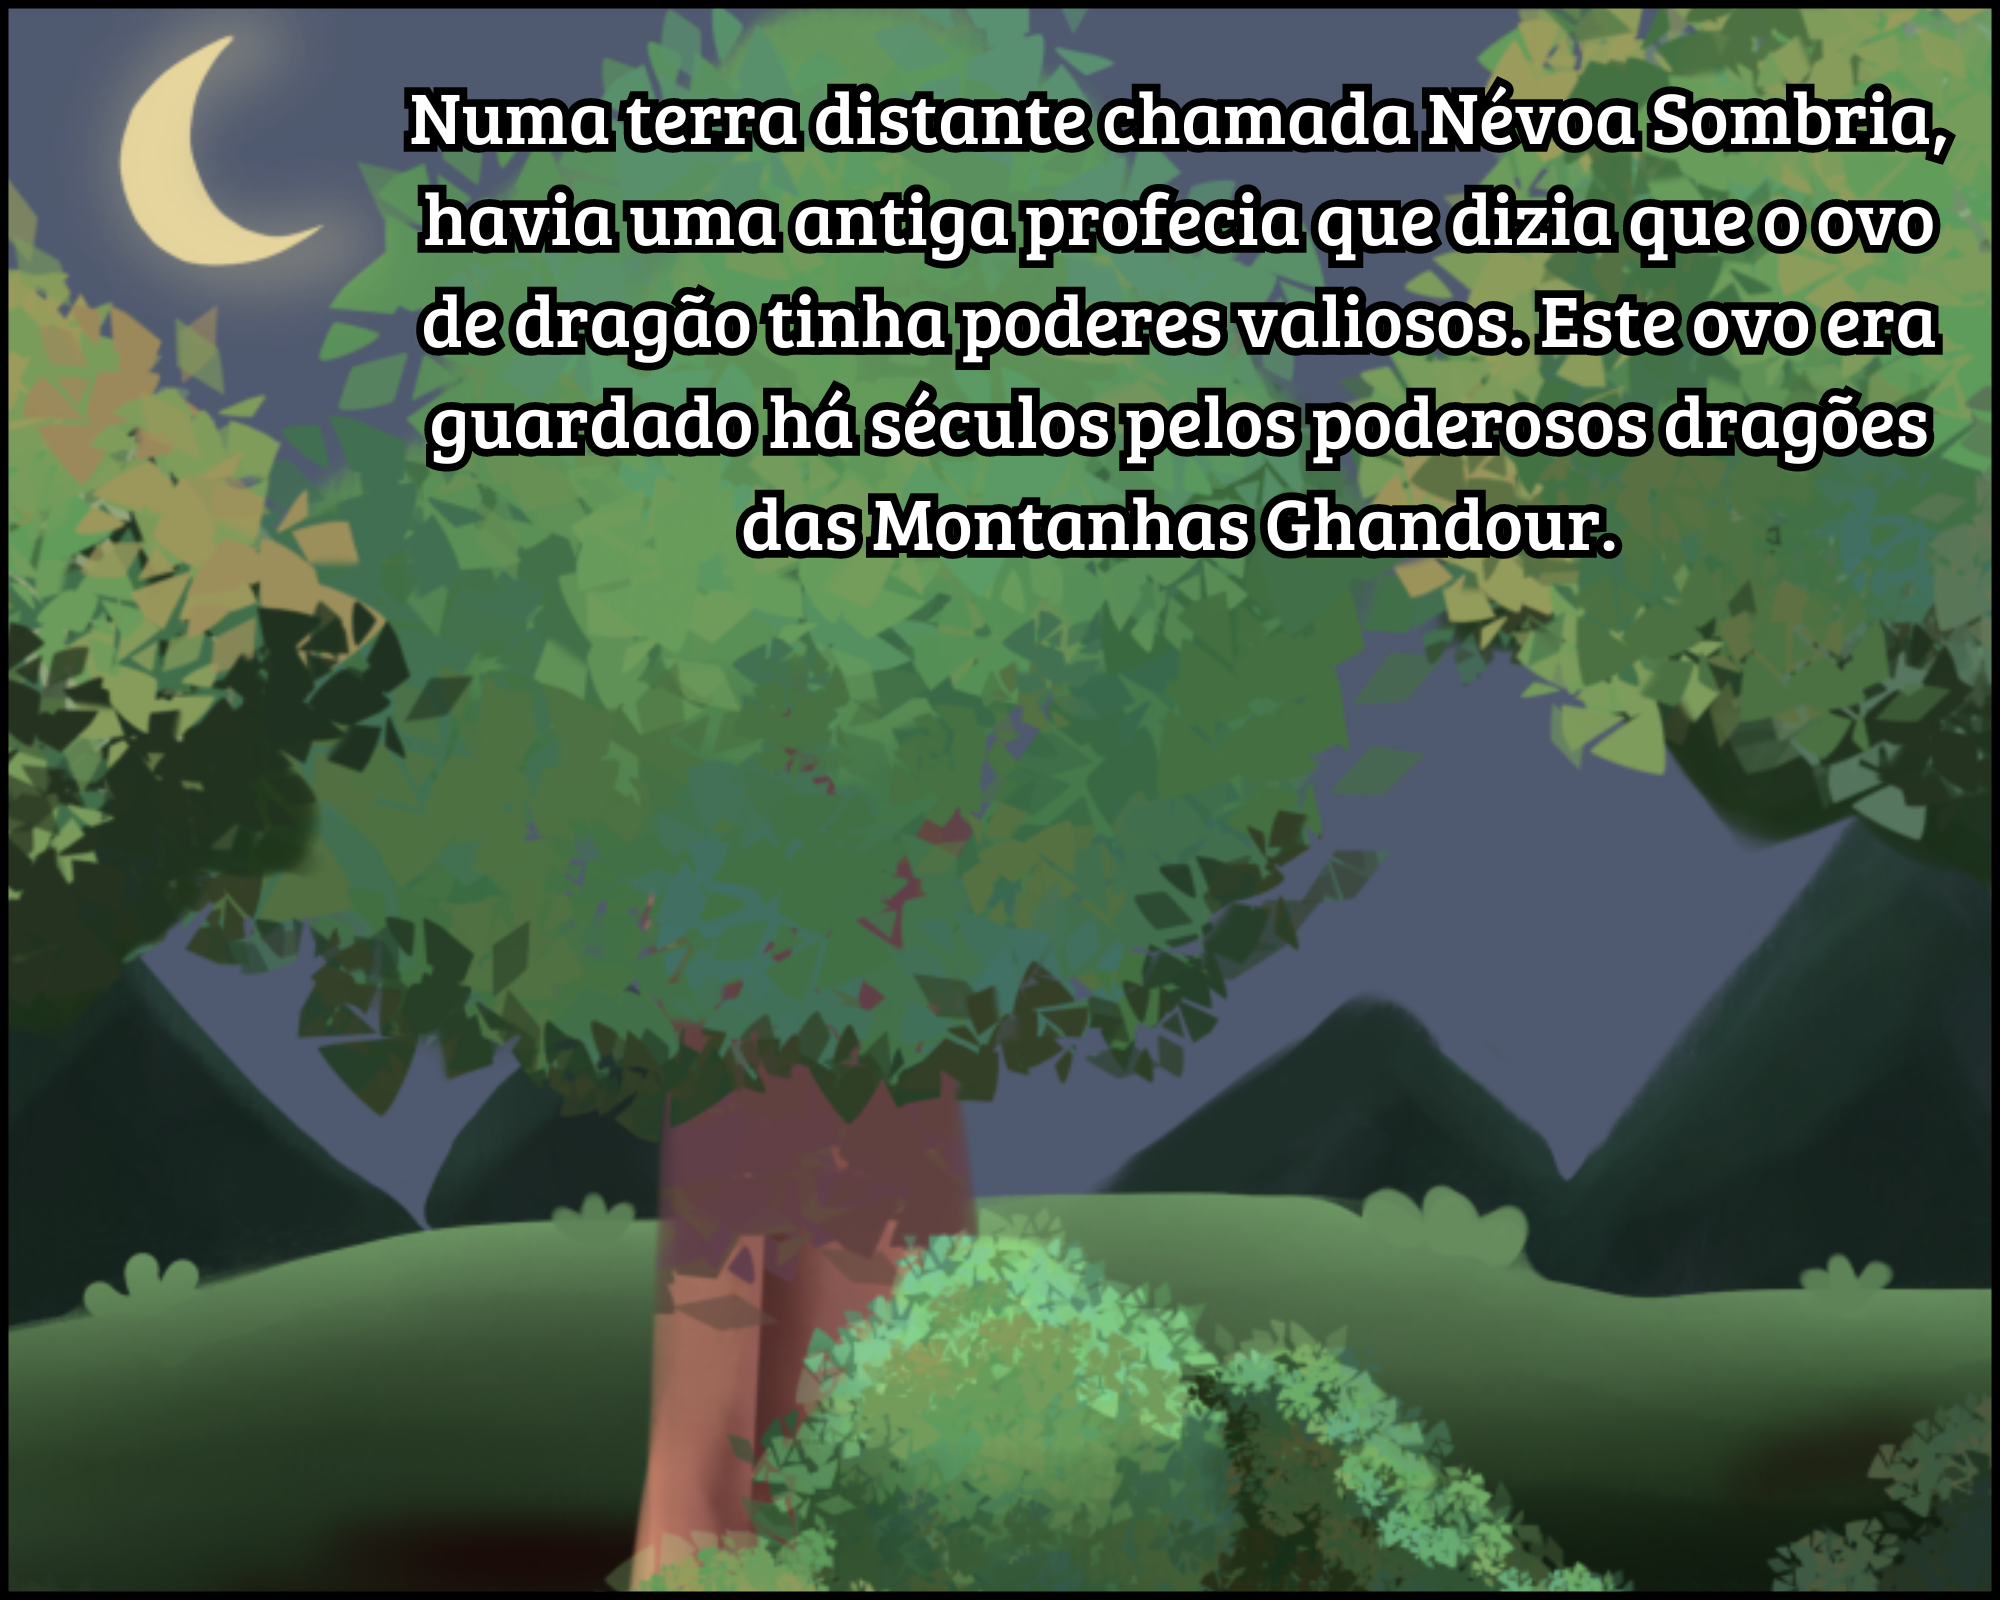 Numa terra distante chamada Névoa Sombria,
havia uma antiga profecia que dizia que o ovo
de dragão tinha poderes valiosos. Este ovo era
guardado há séculos pelos poderosos dragões
das Montanhas Ghandour.